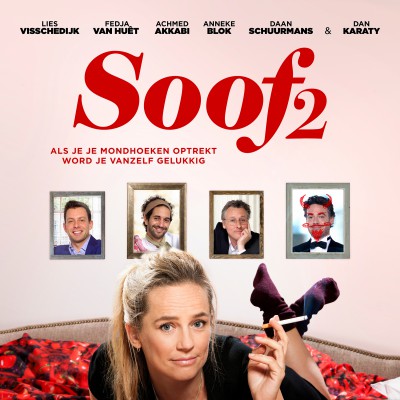 LIES VISSCHEDIJK
FEDJA VAN HUÊT
ACHMED AKKABI
ANNEKE BLOK
DAAN SCHUURMANS
&
DAN KARATY
Soof2
ALS JE JE MONDHOEKEN OPTREKT
WORD JE VANZELF GELUKKIG